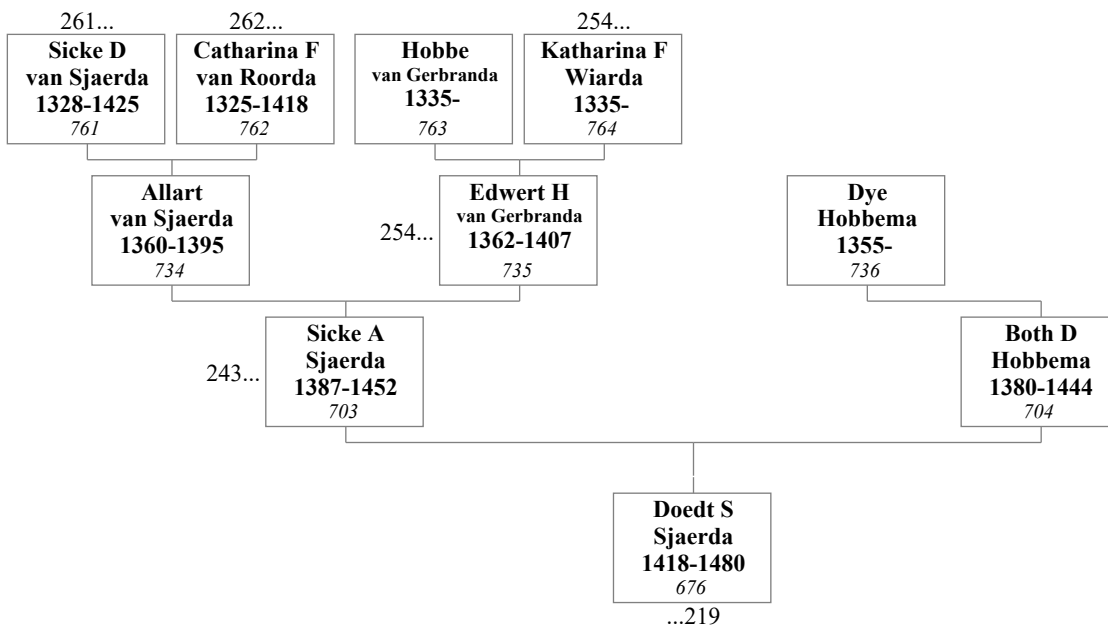 261...
Sicke D
van Sjaerda
1328-1425
761
262...
Catharina F
van Roorda
1325-1418
762
Hobbe
van Gerbranda
1335-
763
254...
Katharina F
Wiarda
1335-
764
Allart
van Sjaerda
1360-1395
734
254...
Edwert H
van Gerbranda
1362-1407
735
Dye
Hobbema
1355-
736
243...
Sicke A
Sjaerda
1387-1452
703
Both D
Hobbema
1380-1444
704
Doedt S
Sjaerda
1418-1480
676
...219